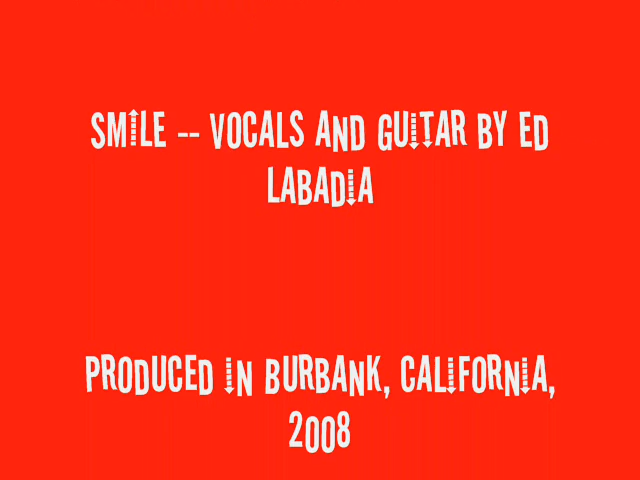 SMILE -- VOCALS AND GUITAR BY ED
LABADIA
PRODUCED IN BURBANK, CALIFORNIA,
2008